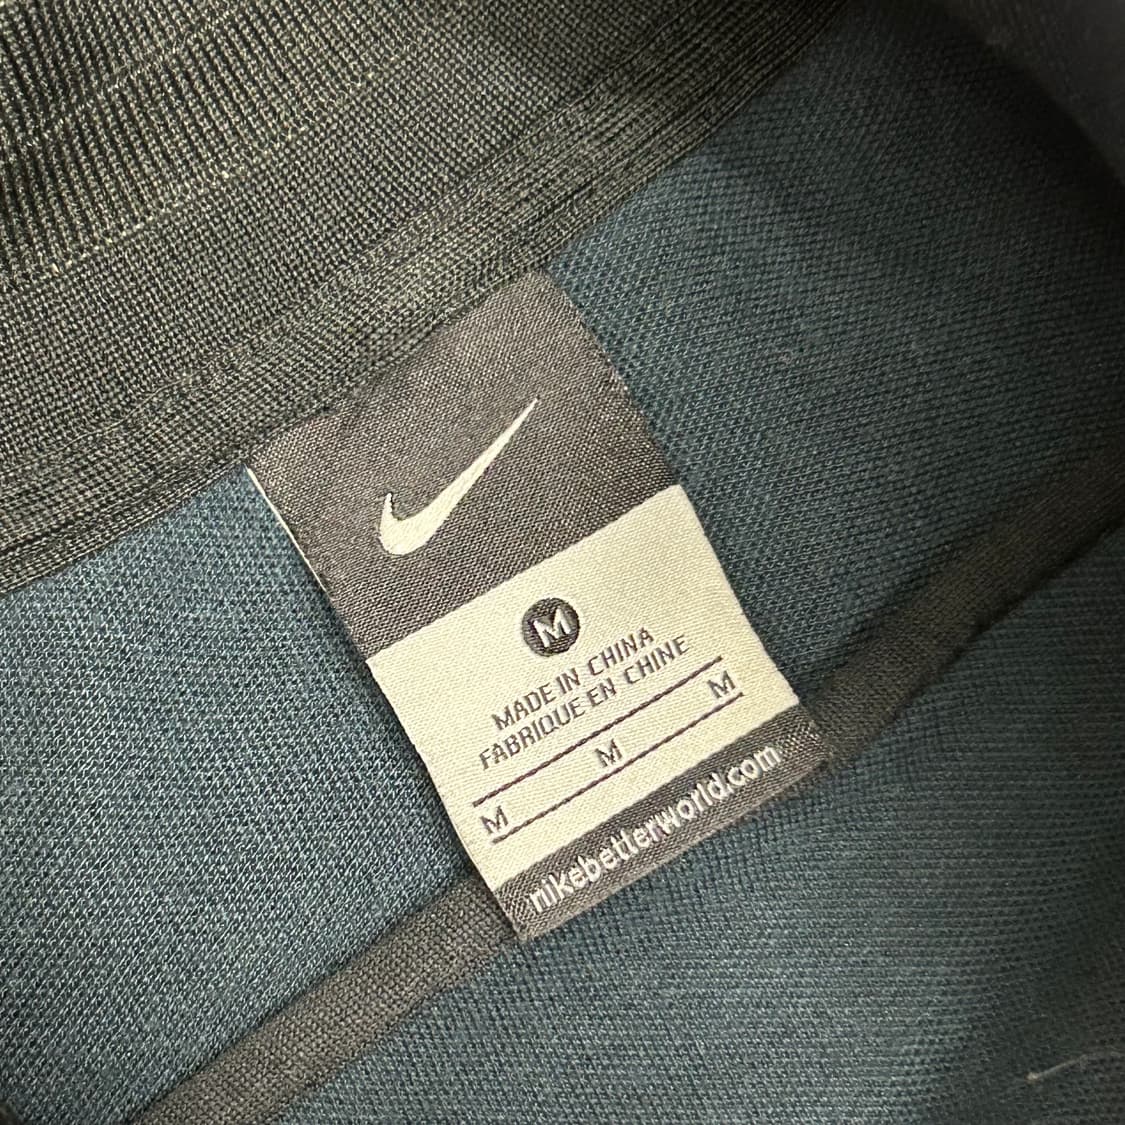 M
MADE IN CHINA
FABRIQUE EN CHINE
M M M
nikebetterworld.com